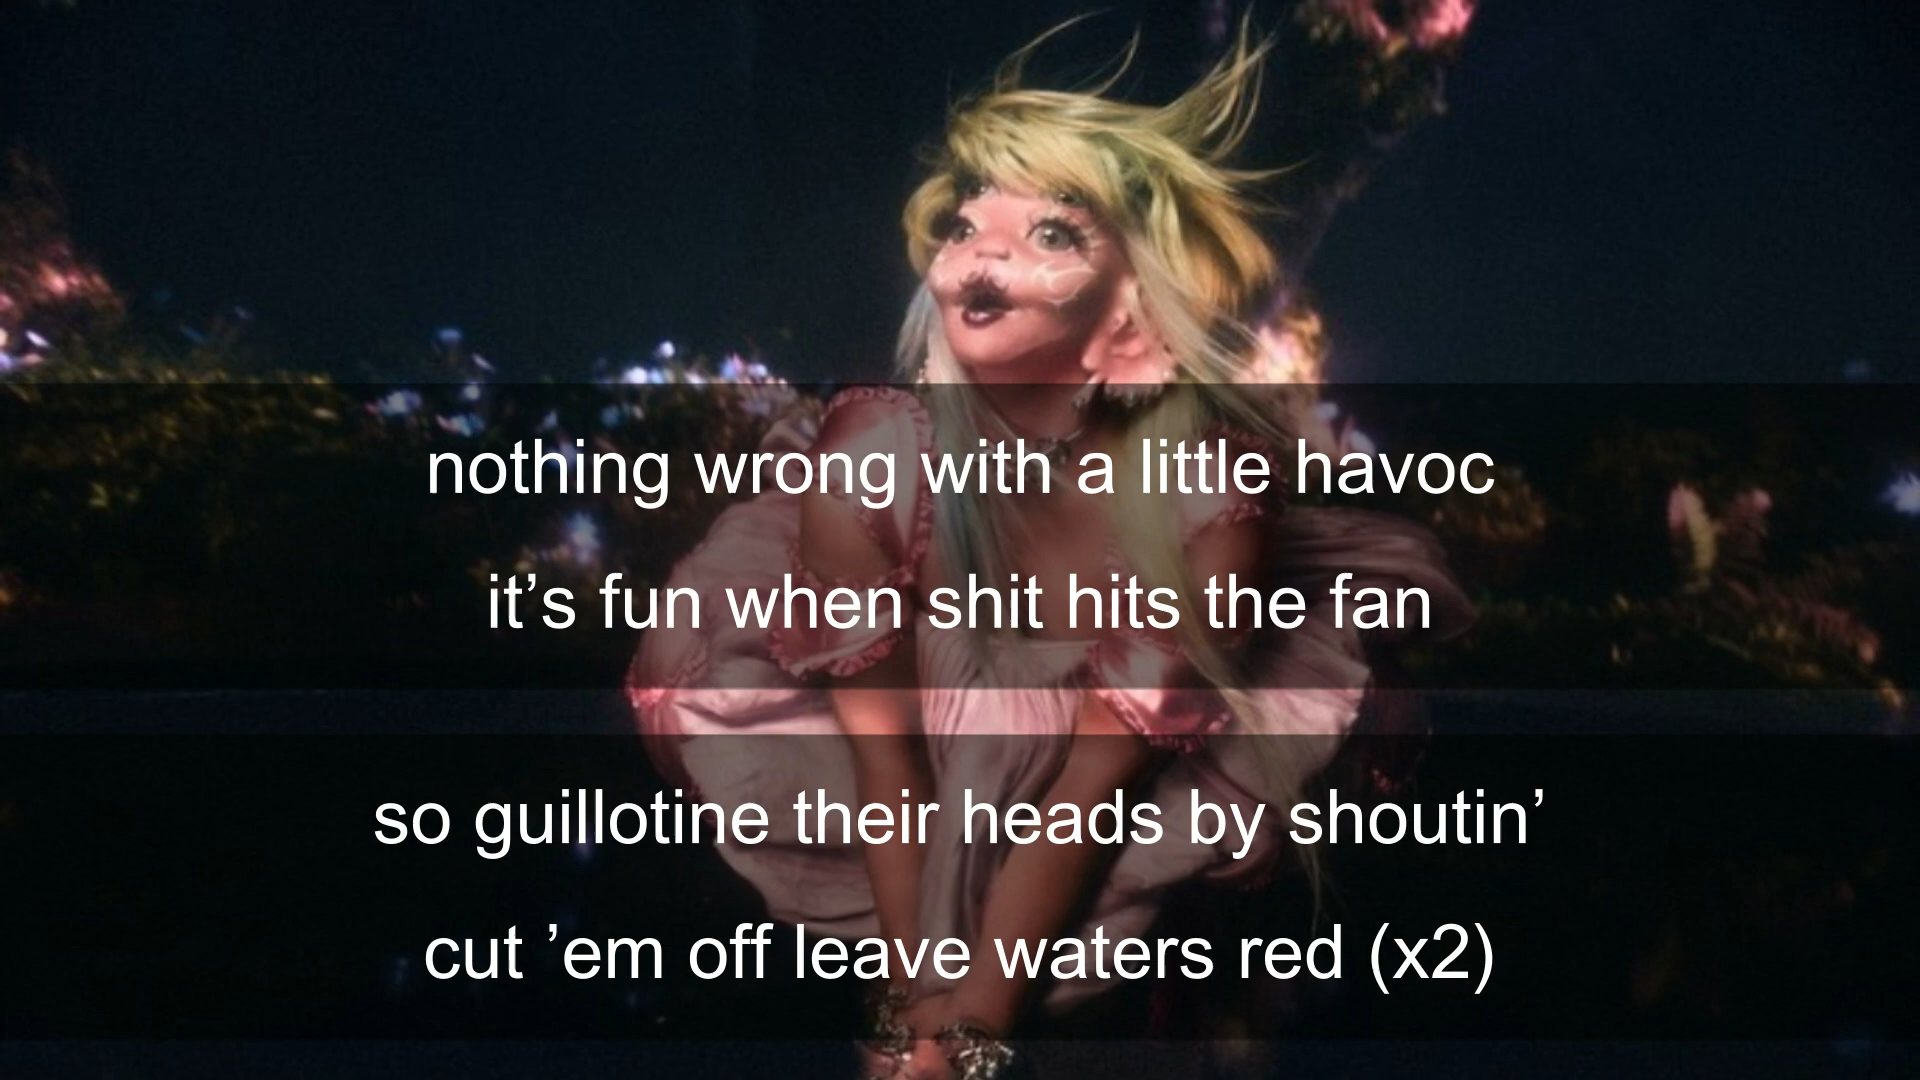 nothing wrong with a little havoc
it’s fun when shit hits the fan
so guillotine their heads by shoutin’
cut ’em off leave waters red (x2)